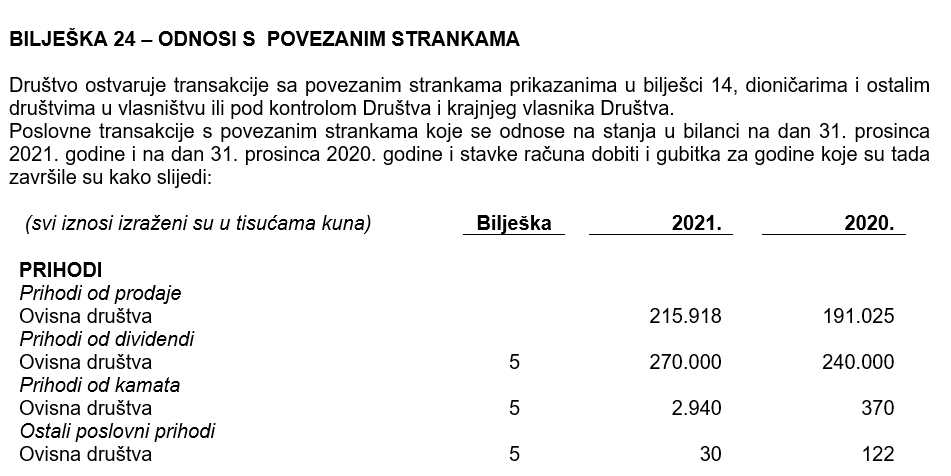 BILJEŠKA 24 – ODNOSI S POVEZANIM STRANKAMA
Društvo ostvaruje transakcije sa povezanim strankama prikazanima u bilješci 14, dioničarima i ostalim
društvima u vlasništvu ili pod kontrolom Društva i krajnjeg vlasnika Društva.
Poslovne transakcije s povezanim strankama koje se odnose na stanja u bilanci na dan 31. prosinca
2021. godine i na dan 31. prosinca 2020. godine i stavke računa dobiti i gubitka za godine koje su tada
završile su kako slijedi:
(svi iznosi izraženi su u tisućama kuna) Bilješka 2021. 2020.
PRIHODI
Prihodi od prodaje
Ovisna društva 215.918 191.025
Prihodi od dividendi
Ovisna društva 5 270.000 240.000
Prihodi od kamata
Ovisna društva 5 2.940 370
Ostali poslovni prihodi
Ovisna društva 5 30 122